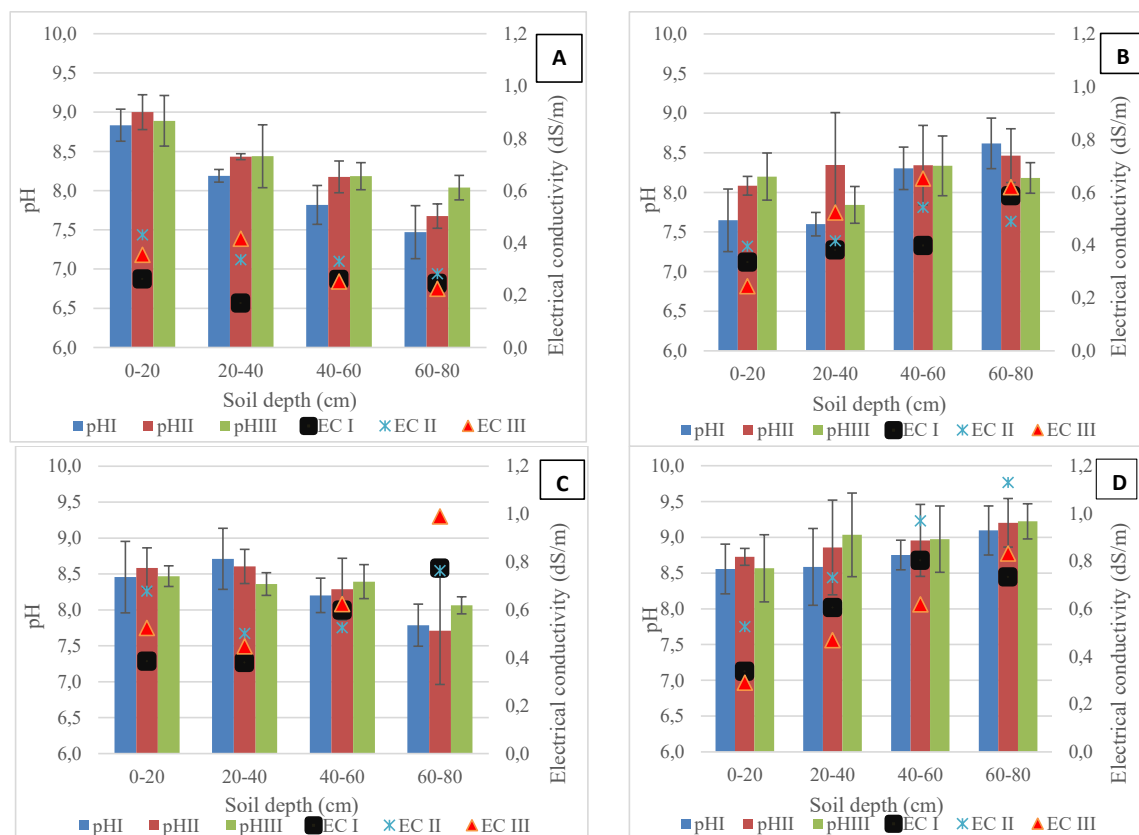 A
10,0
9,5
9,0
8,5
8,0
7,5
7,0
6,5
6,0
pH
1,2
1,0
0,8
0,6
0,4
0,2
0,0
Electrical conductivity (dS/m)
0-20 20-40 40-60 60-80
Soil depth (cm)
pHI pHII pHIII EC I EC II EC III
B
10,0
9,5
9,0
8,5
8,0
7,5
7,0
6,5
6,0
pH
1,2
1,0
0,8
0,6
0,4
0,2
0,0
Electrical conductivity (dS/m)
0-20 20-40 40-60 60-80
Soil depth (cm)
pHI pHII pHIII EC I EC II EC III
C
10,0
9,5
9,0
8,5
8,0
7,5
7,0
6,5
6,0
pH
1,2
1,0
0,8
0,6
0,4
0,2
0,0
Electrical conductivity (dS/m)
0-20 20-40 40-60 60-80
Soil depth (cm)
pHI pHII pHIII EC I EC II EC III
D
10,0
9,5
9,0
8,5
8,0
7,5
7,0
6,5
6,0
pH
1,2
1,0
0,8
0,6
0,4
0,2
0,0
Electrical conductivity (dS/m)
0-20 20-40 40-60 60-80
Soil depth (cm)
pHI pHII pHIII EC I EC II EC III